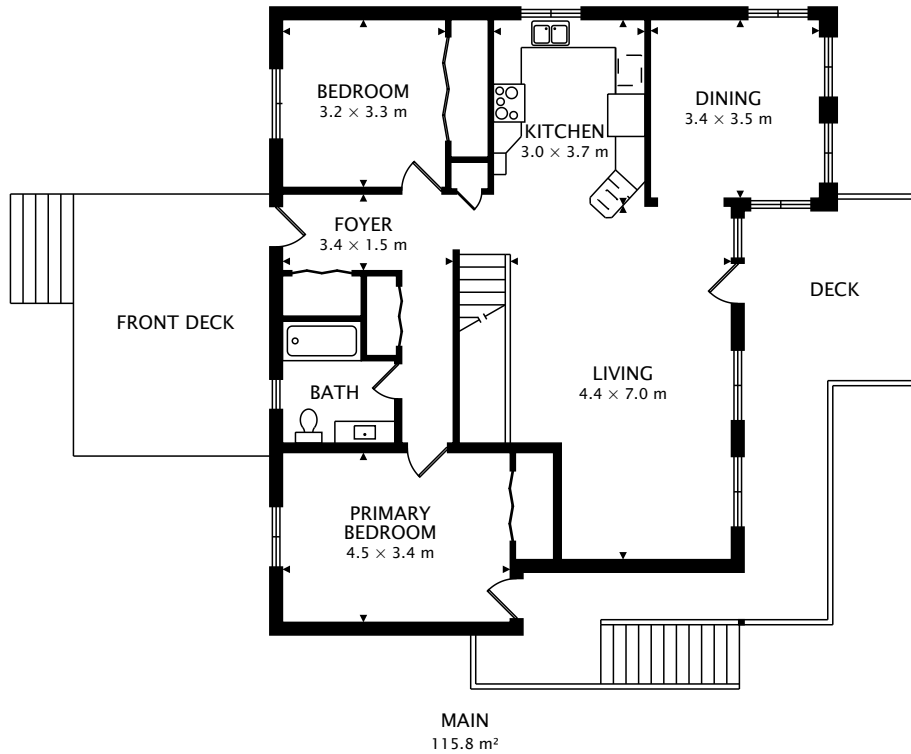 BEDROOM
3.2 × 3.3 m
KITCHEN
3.0 × 3.7 m
DINING
3.4 × 3.5 m
FOYER
3.4 × 1.5 m
FRONT DECK
DECK
BATH
LIVING
4.4 × 7.0 m
PRIMARY
BEDROOM
4.5 × 3.4 m
MAIN
115.8 m²